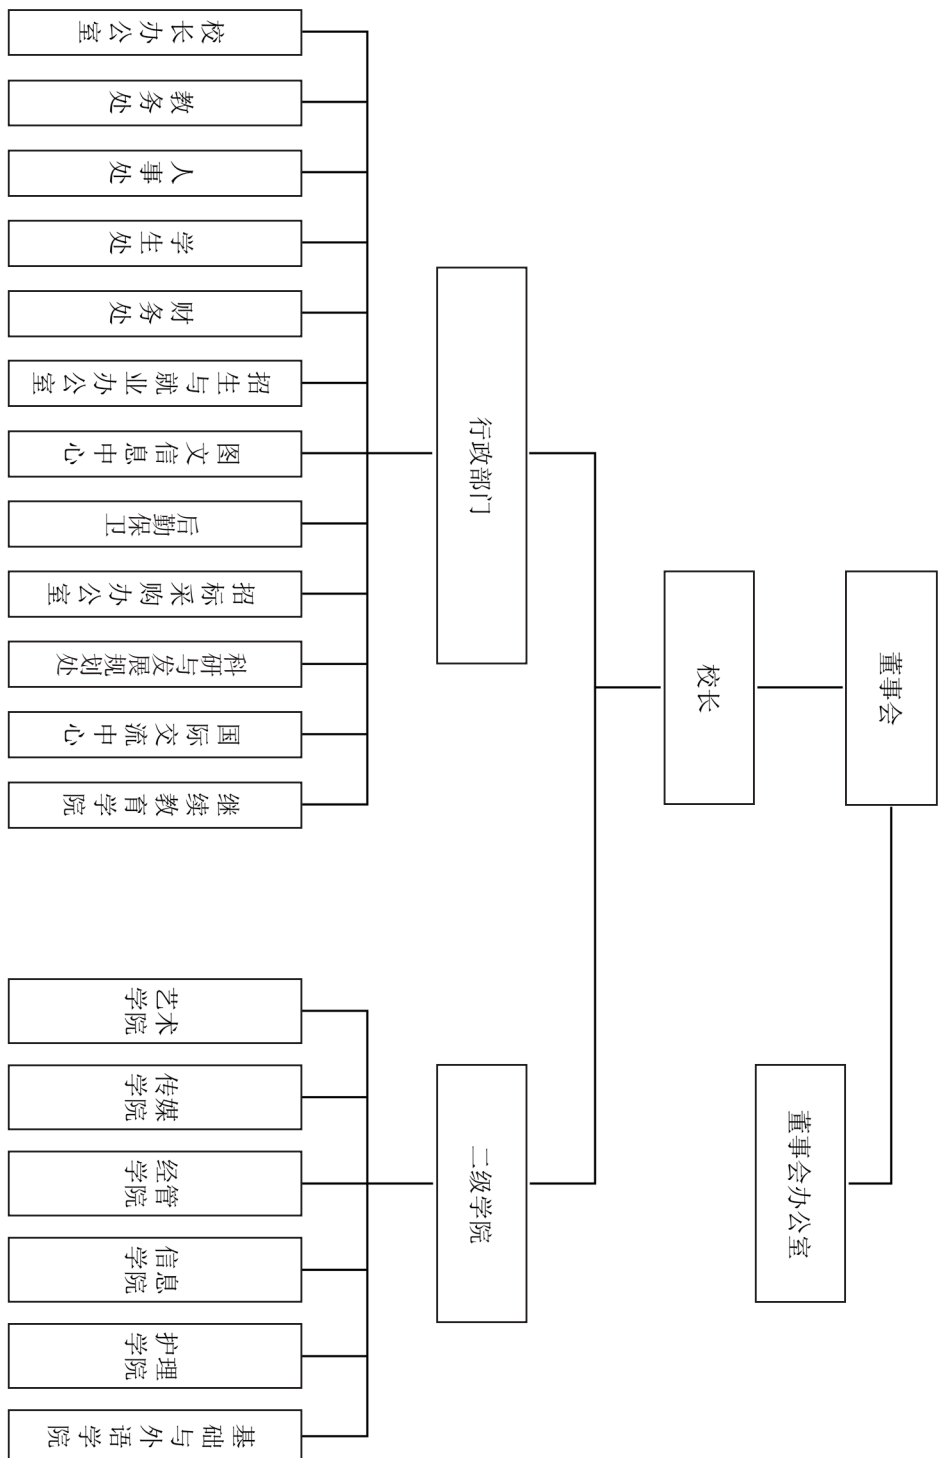 董事会
董事会办公室
校长
行政部门
二级学院
校长办公室
教务处
人事处
学生处
财务处
招生与就业办公室
图文信息中心
后勤保卫
招标采购办公室
科研与发展规划处
国际交流中心
继续教育学院
艺术
学院
传媒
学院
经管
学院
信息
学院
护理
学院
基础与外语学院